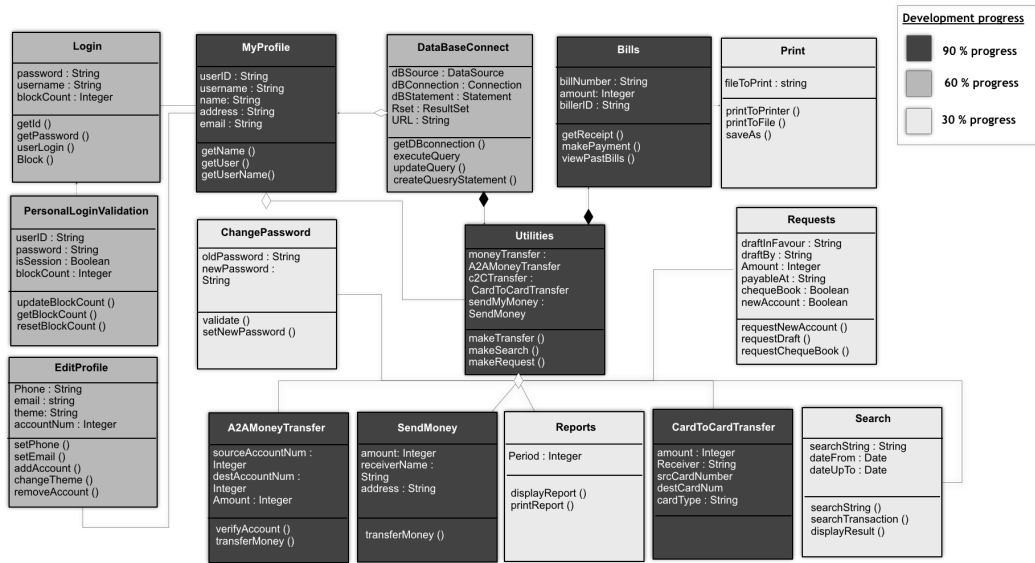 Development progress
90 % progress
60 % progress
30 % progress
Login
password : String
username : String
blockCount : Integer
getId ()
getPassword ()
userLogin ()
Block ()
MyProfile
userID : String
username : String
name: String
address : String
email : String
getName ()
getUser ()
getUserName()
DataBaseConnect
dBSource : DataSource
dBConnection : Connection
dBStatement : Statement
Rset : ResultSet
URL : String
getDBconnection ()
executeQuery
updateQuery ()
createQuesryStatement ()
Bills
billNumber : String
amount: Integer
billerID : String
getReceipt ()
makePayment ()
viewPastBills ()
Print
fileToPrint : string
printToPrinter ()
printToFile ()
saveAs ()
PersonalLoginValidation
userID : String
password : String
isSession : Boolean
blockCount : Integer
updateBlockCount ()
getBlockCount ()
resetBlockCount ()
ChangePassword
oldPassword : String
newPassword :
String
validate ()
setNewPassword ()
Utilities
moneyTransfer :
A2AMoneyTransfer
c2CTransfer :
CardToCardTransfer
sendMyMoney :
SendMoney
makeTransfer ()
makeSearch ()
makeRequest ()
Requests
draftInFavour : String
draftBy : String
Amount : Integer
payableAt : String
chequeBook : Boolean
newAccount : Boolean
requestNewAccount ()
requestDraft ()
requestChequeBook ()
EditProfile
Phone : String
email : string
theme: String
accountNum : Integer
setPhone ()
setEmail ()
addAccount ()
changeTheme ()
removeAccount ()
A2AMoneyTransfer
sourceAccountNum :
Integer
destAccountNum :
Integer
Amount : Integer
verifyAccount ()
transferMoney ()
SendMoney
amount: Integer
receiverName :
String
address : String
transferMoney ()
Reports
Period : Integer
displayReport ()
printReport ()
CardToCardTransfer
amount : Integer
Receiver : String
srcCardNumber
destCardNum
cardType : String
Search
searchString : String
dateFrom : Date
dateUpTo : Date
searchString ()
searchTransaction ()
displayResult ()